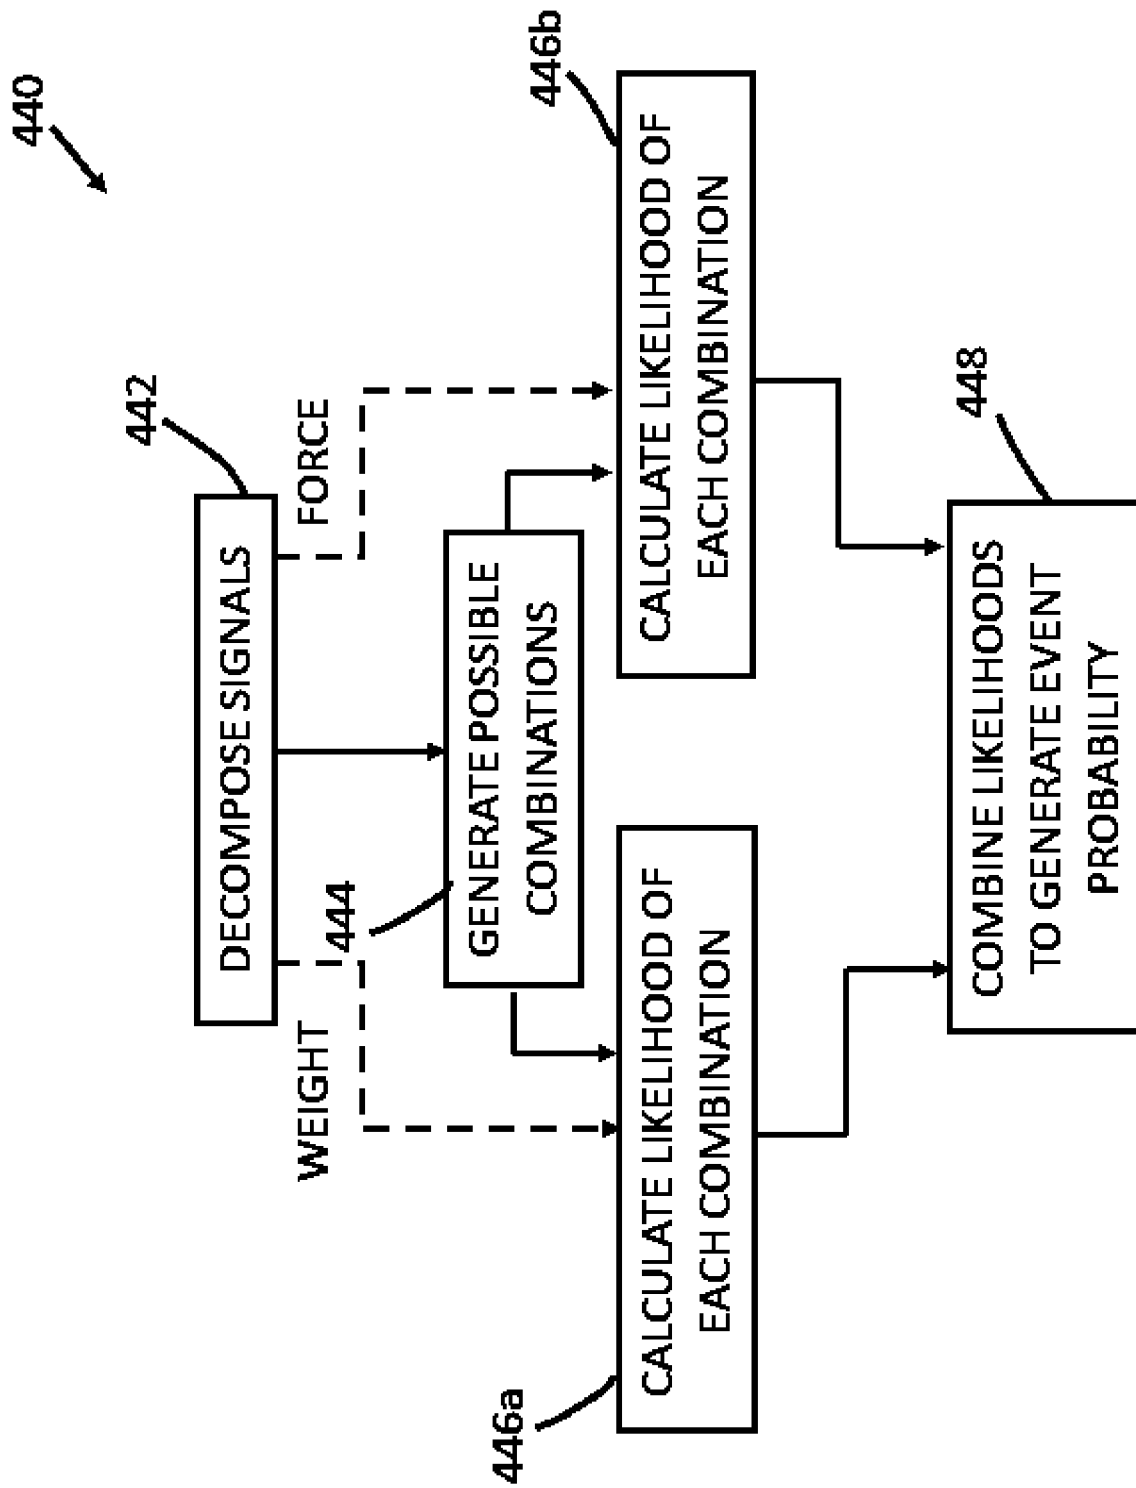 440
442
DECOMPOSE SIGNALS
WEIGHT
FORCE
444
GENERATE POSSIBLE
COMBINATIONS
446a
CALCULATE LIKELIHOOD OF
EACH COMBINATION
446b
CALCULATE LIKELIHOOD OF
EACH COMBINATION
448
COMBINE LIKELIHOODS
TO GENERATE EVENT
PROBABILITY